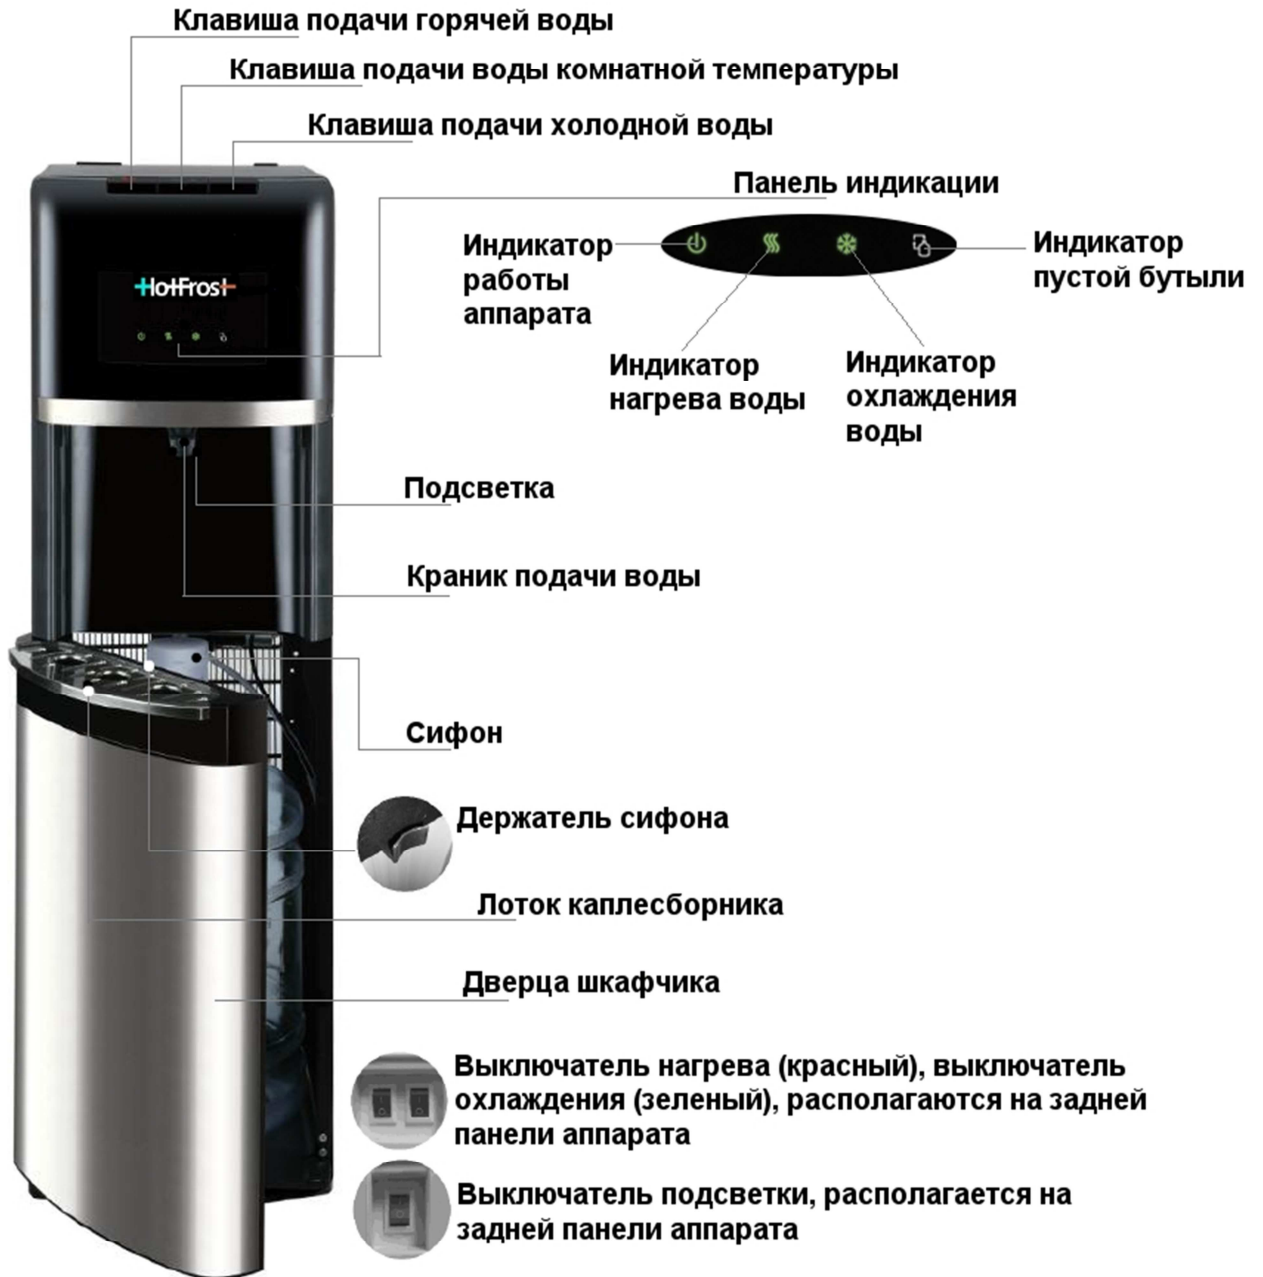 Клавиша подачи горячей воды
Клавиша подачи воды комнатной температуры
Клавиша подачи холодной воды
Панель индикации
Индикатор
работы
аппарата
Индикатор
пустой бутыли
Индикатор
нагрева воды
Индикатор
охлаждения
воды
HotFrost
Подсветка
Краник подачи воды
Сифон
Держатель сифона
Лоток каплесборника
Дверца шкафчика
Выключатель нагрева (красный), выключатель
охлаждения (зеленый), располагаются на задней
панели аппарата
Выключатель подсветки, располагается на
задней панели аппарата